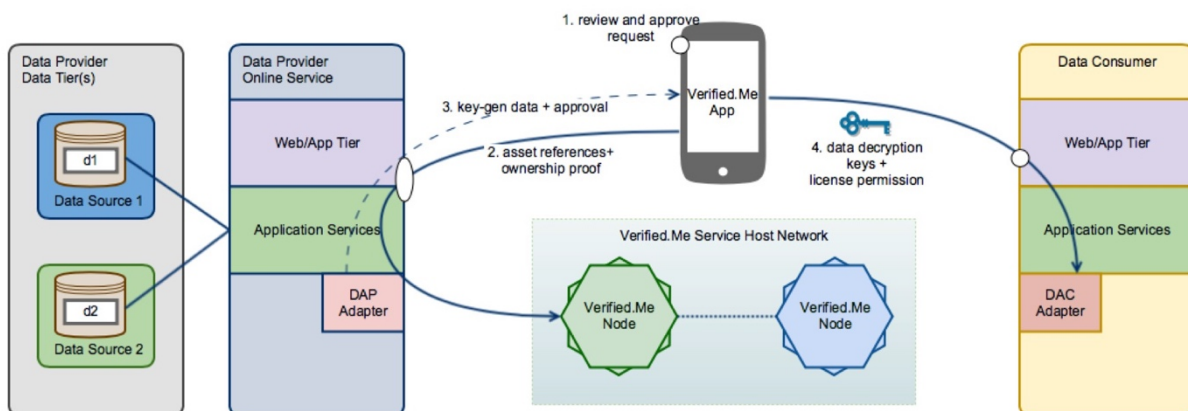 Data Provider
Data Tier(s)
d1
Data Source 1
d2
Data Source 2
Data Provider
Online Service
Web/App Tier
Application Services
DAP
Adapter
1. review and approve
request
3. key-gen data + approval
2. asset references+
ownership proof
Verified.Me
App
4. data decryption
keys +
license permission
Verified.Me Service Host Network
Verified.Me
Node
Verified.Me
Node
Data Consumer
Web/App Tier
Application Services
DAC
Adapter